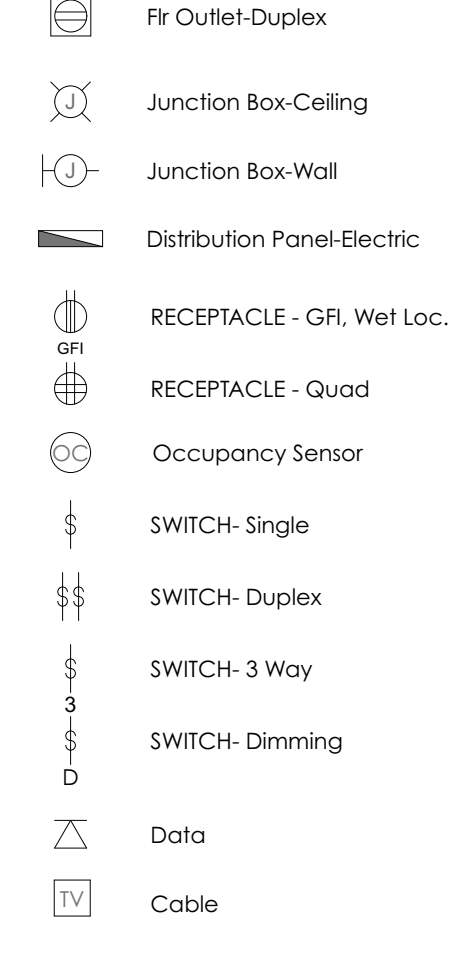 Flr Outlet-Duplex
J Junction Box-Ceiling
J Junction Box-Wall
Distribution Panel-Electric
RECEPTACLE - GFI, Wet Loc.
GFI
RECEPTACLE - Quad
OC Occupancy Sensor
$ SWITCH- Single
$$ SWITCH- Duplex
$ SWITCH- 3 Way
3
$ SWITCH- Dimming
D
Data
TV Cable